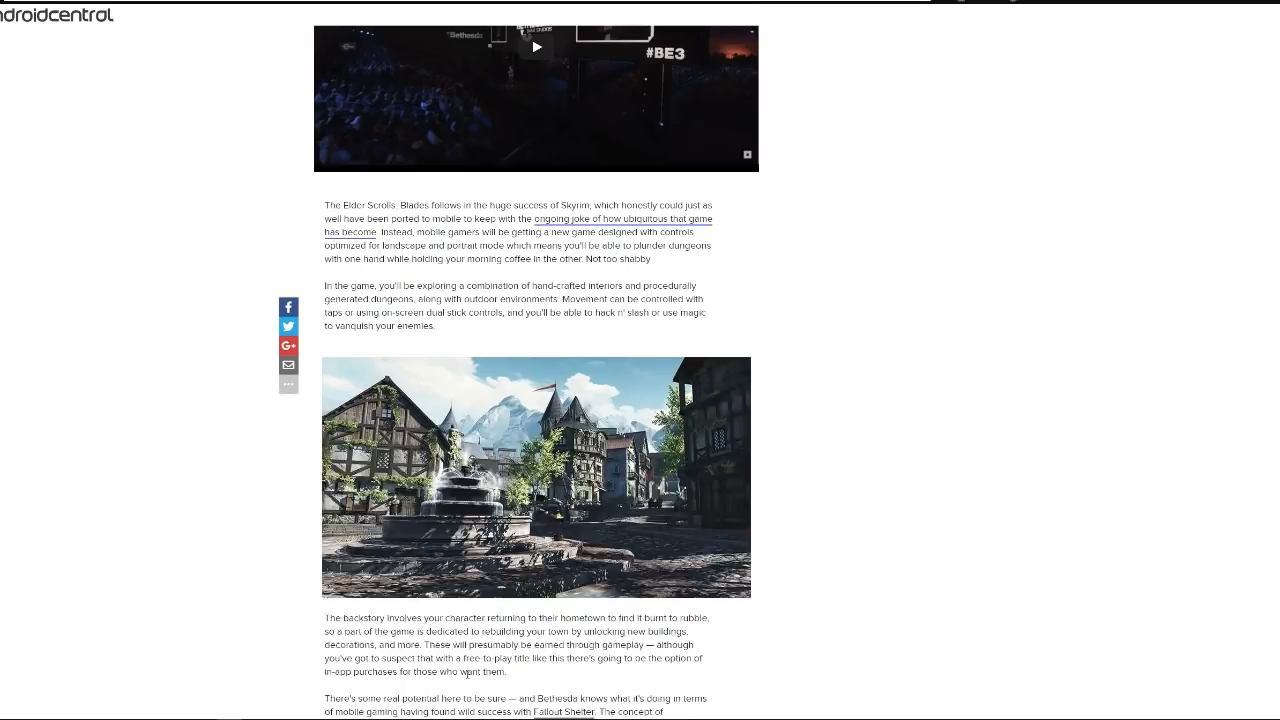 ndroidcentral
"Bethesda
#BE3
The Elder Scrolls: Blades follows in the huge success of Skyrim, which honestly could just as
well have been ported to mobile to keep with the ongoing joke of how ubiquitous that game
has become. Instead, mobile gamers will be getting a new game designed with controls
optimized for landscape and portrait mode which means you'll be able to plunder dungeons
with one hand while holding your morning coffee in the other. Not too shabby
In the game, you'll be exploring a combination of hand-crafted interiors and procedurally
generated dungeons, along with outdoor environments. Movement can be controlled with
taps or using on-screen dual stick controls, and you'll be able to hack n' slash or use magic
to vanquish your enemies.
f
G+
The backstory involves your character returning to their hometown to find it burnt to rubble,
so a part of the game is dedicated to rebuilding your town by unlocking new buildings,
decorations, and more. These will presumably be earned through gameplay — although
you've got to suspect that with a free-to-play title like this there's going to be the option of
in-app purchases for those who want them.
There's some real potential here to be sure — and Bethesda knows what it's doing in terms
of mobile gaming having found wild success with Fallout Shelter. The concept of